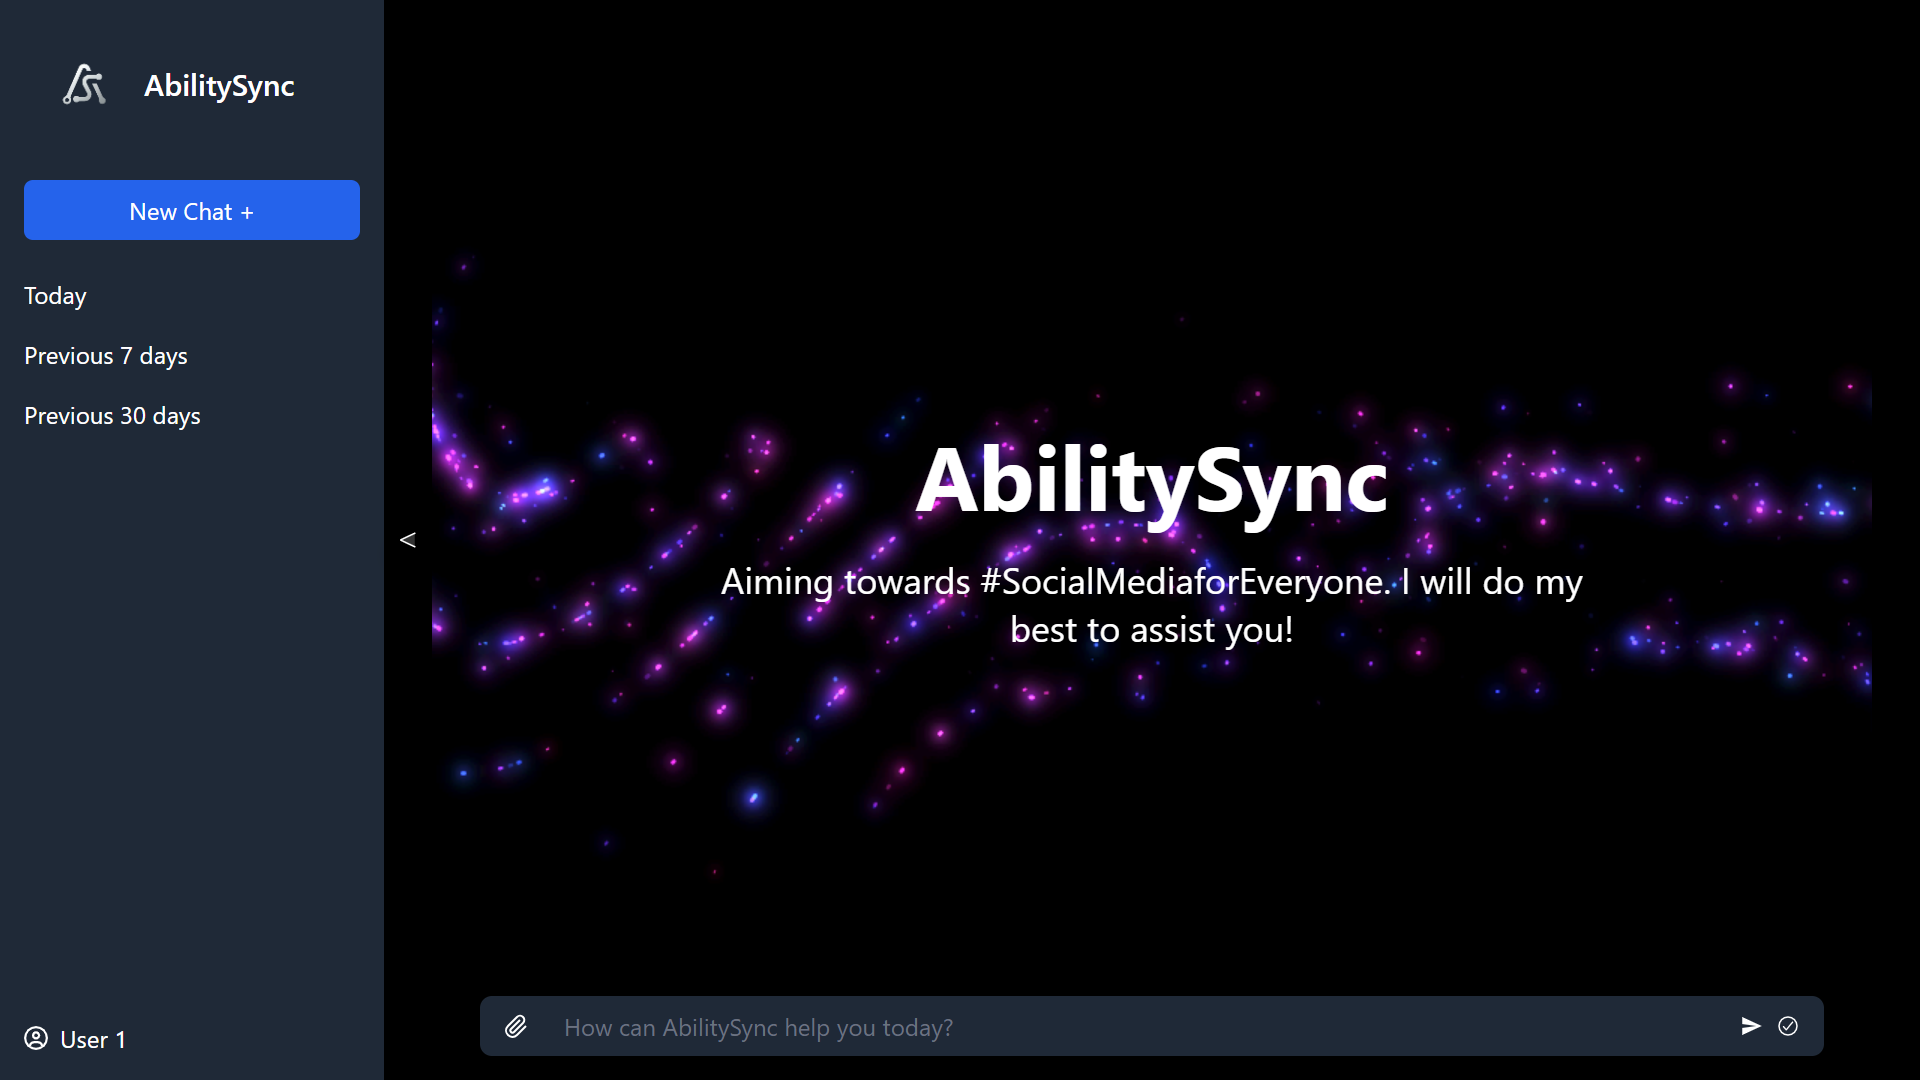 AbilitySync
New Chat +
Today
Previous 7 days
Previous 30 days
User 1
<
AbilitySync
Aiming towards #SocialMediaforEveryone. I will do my
best to assist you!
How can AbilitySync help you today?